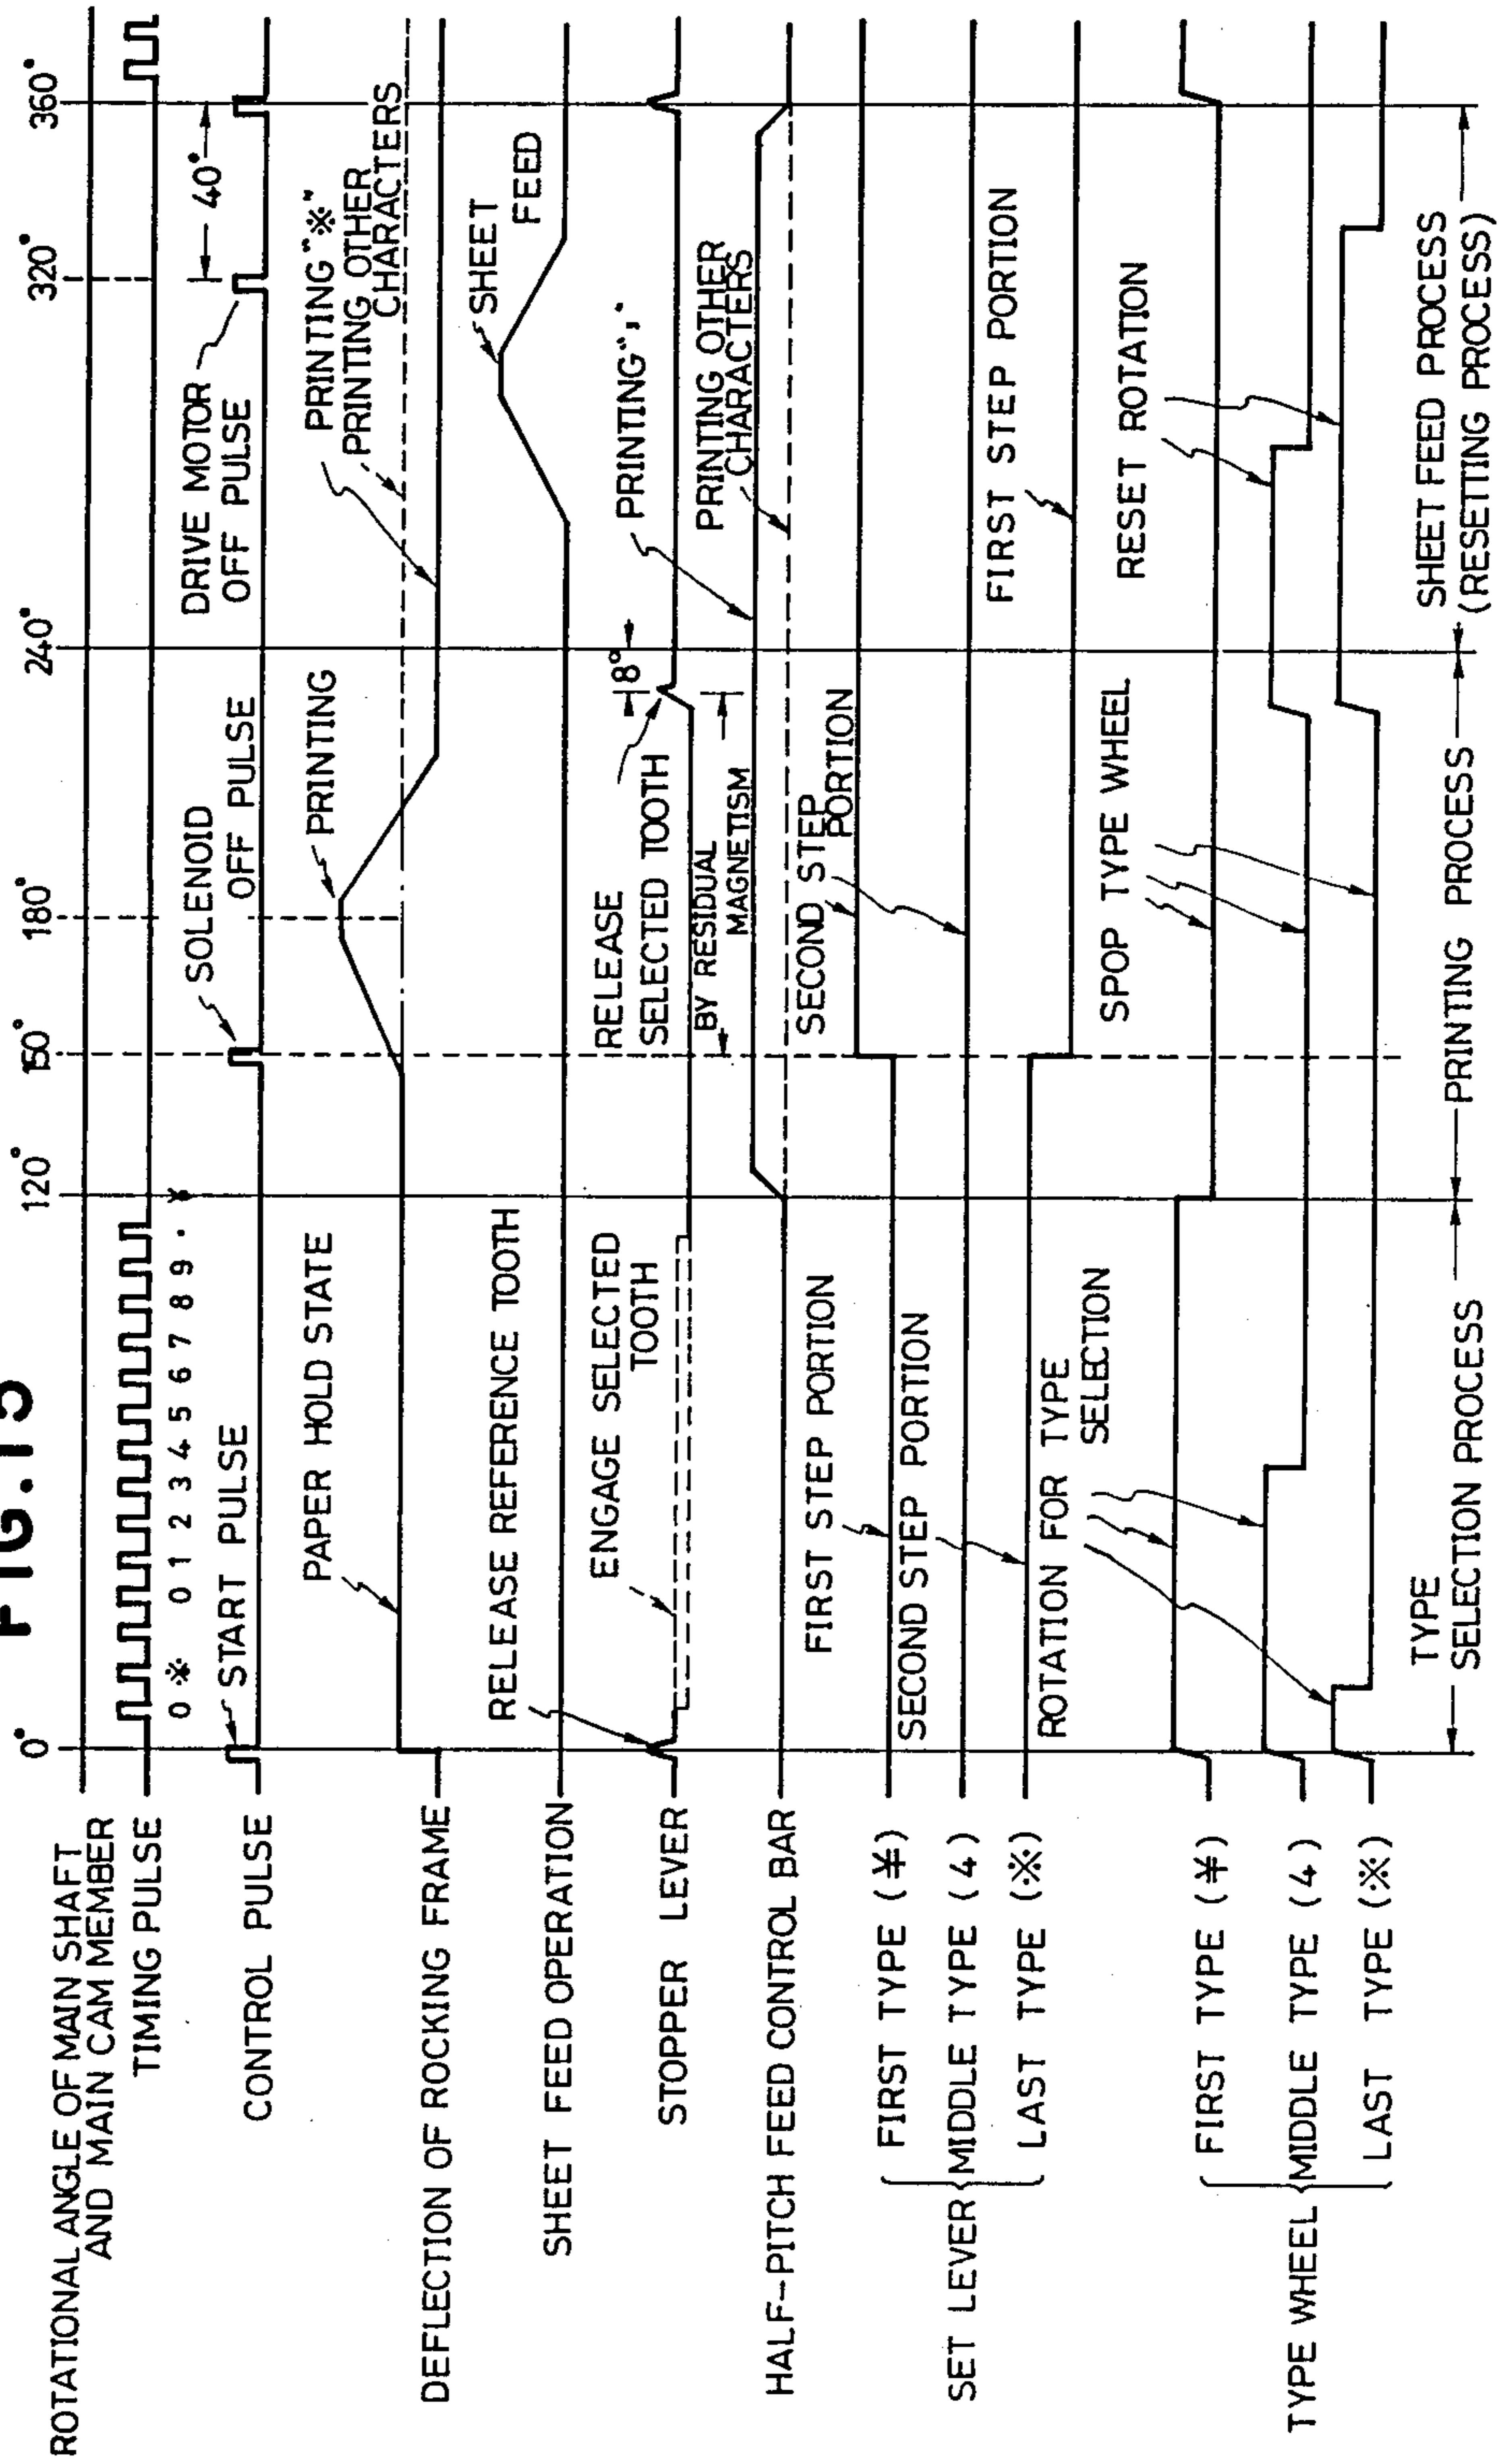 FIG.15
0° 120° 150° 180° 240° 320° 360°
ROTATIONAL ANGLE OF MAIN SHAFT
AND MAIN CAM MEMBER
TIMING PULSE
0 ※ 0 1 2 3 4 5 6 7 8 9 · ¥
CONTROL PULSE
START PULSE
SOLENOID
OFF PULSE
DRIVE MOTOR
OFF PULSE
40°
DEFLECTION OF ROCKING FRAME
PAPER HOLD STATE
PRINTING
PRINTING "※"
PRINTING OTHER
CHARACTERS
SHEET FEED OPERATION
SHEET
FEED
STOPPER LEVER
RELEASE REFERENCE TOOTH
ENGAGE SELECTED
TOOTH
RELEASE
SELECTED TOOTH
8°
BY RESIDUAL
MAGNETISM
HALF-PITCH FEED CONTROL BAR
PRINTING
PRINTING OTHER
CHARACTERS
SET LEVER
FIRST TYPE (¥)
MIDDLE TYPE (4)
LAST TYPE (※)
FIRST STEP PORTION
SECOND STEP PORTION
SECOND STEP
PORTION
FIRST STEP PORTION
TYPE WHEEL
FIRST TYPE (¥)
MIDDLE TYPE (4)
LAST TYPE (※)
ROTATION FOR TYPE
SELECTION
SPOP TYPE WHEEL
RESET ROTATION
TYPE
SELECTION PROCESS
PRINTING PROCESS
SHEET FEED PROCESS
(RESETTING PROCESS)